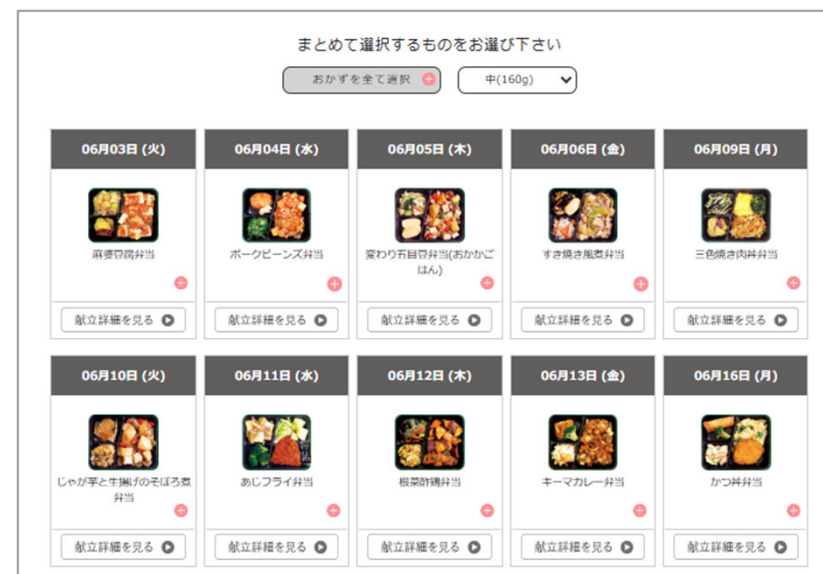 まとめて選択するものをお選び下さい
おかずを全て選択
中(160g)
06月03日 (火)
06月04日 (水)
06月05日 (木)
06月06日 (金)
06月09日 (月)
麻婆豆腐弁当
ポークビーンズ弁当
変わり五目豆弁当(おかかご
はん)
すき焼き風煮弁当
三色焼き肉丼弁当
献立詳細を見る
献立詳細を見る
献立詳細を見る
献立詳細を見る
献立詳細を見る
06月10日 (火)
06月11日 (水)
06月12日 (木)
06月13日 (金)
06月16日 (月)
じゃが芋と生揚げのそぼろ煮
弁当
あじフライ弁当
根菜酢鶏弁当
キーマカレー弁当
かつ丼弁当
献立詳細を見る
献立詳細を見る
献立詳細を見る
献立詳細を見る
献立詳細を見る